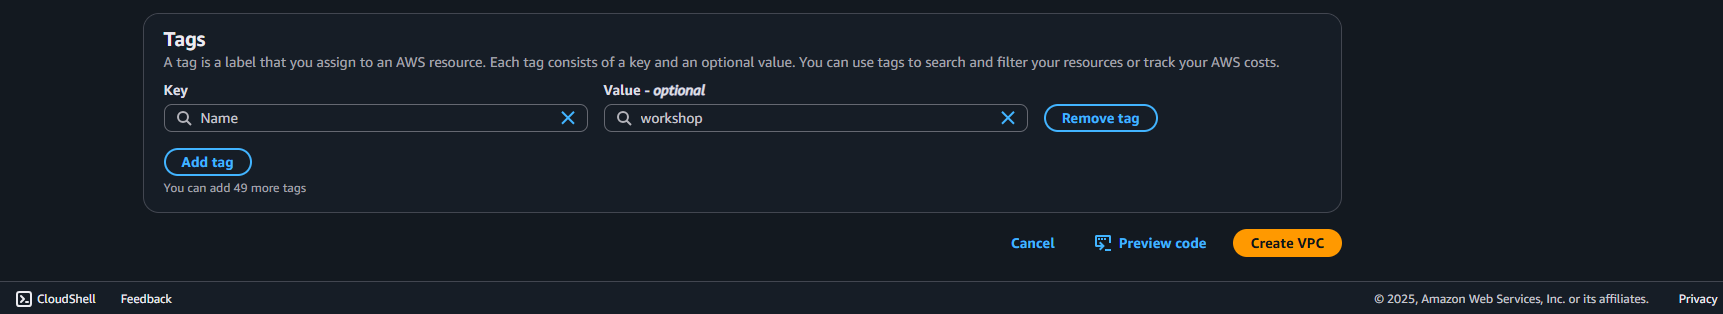 Tags
A tag is a label that you assign to an AWS resource. Each tag consists of a key and an optional value. You can use tags to search and filter your resources or track your AWS costs.
Key Value - optional
Name workshop Remove tag
Add tag
You can add 49 more tags
Cancel Preview code Create VPC
CloudShell Feedback © 2025, Amazon Web Services, Inc. or its affiliates. Privacy